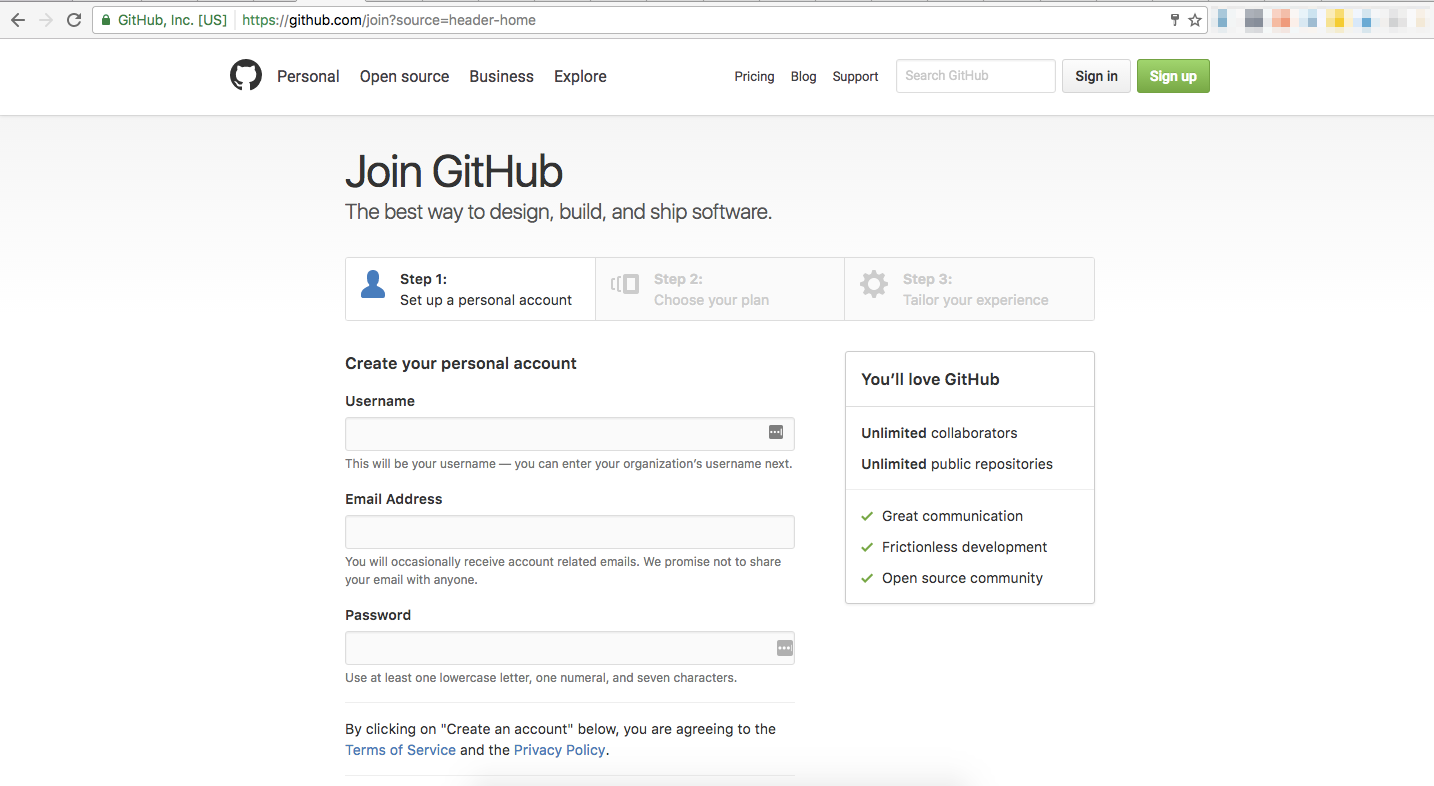 GitHub, Inc. [US] https://github.com/join?source=header-home
Personal Open source Business Explore Pricing Blog Support Search GitHub Sign in Sign up
Join GitHub
The best way to design, build, and ship software.
Step 1:
Set up a personal account
Step 2:
Choose your plan
Step 3:
Tailor your experience
Create your personal account
Username
This will be your username — you can enter your organization’s username next.
Email Address
You will occasionally receive account related emails. We promise not to share
your email with anyone.
Password
Use at least one lowercase letter, one numeral, and seven characters.
By clicking on "Create an account" below, you are agreeing to the
Terms of Service and the Privacy Policy.
You’ll love GitHub
Unlimited collaborators
Unlimited public repositories
Great communication
Frictionless development
Open source community